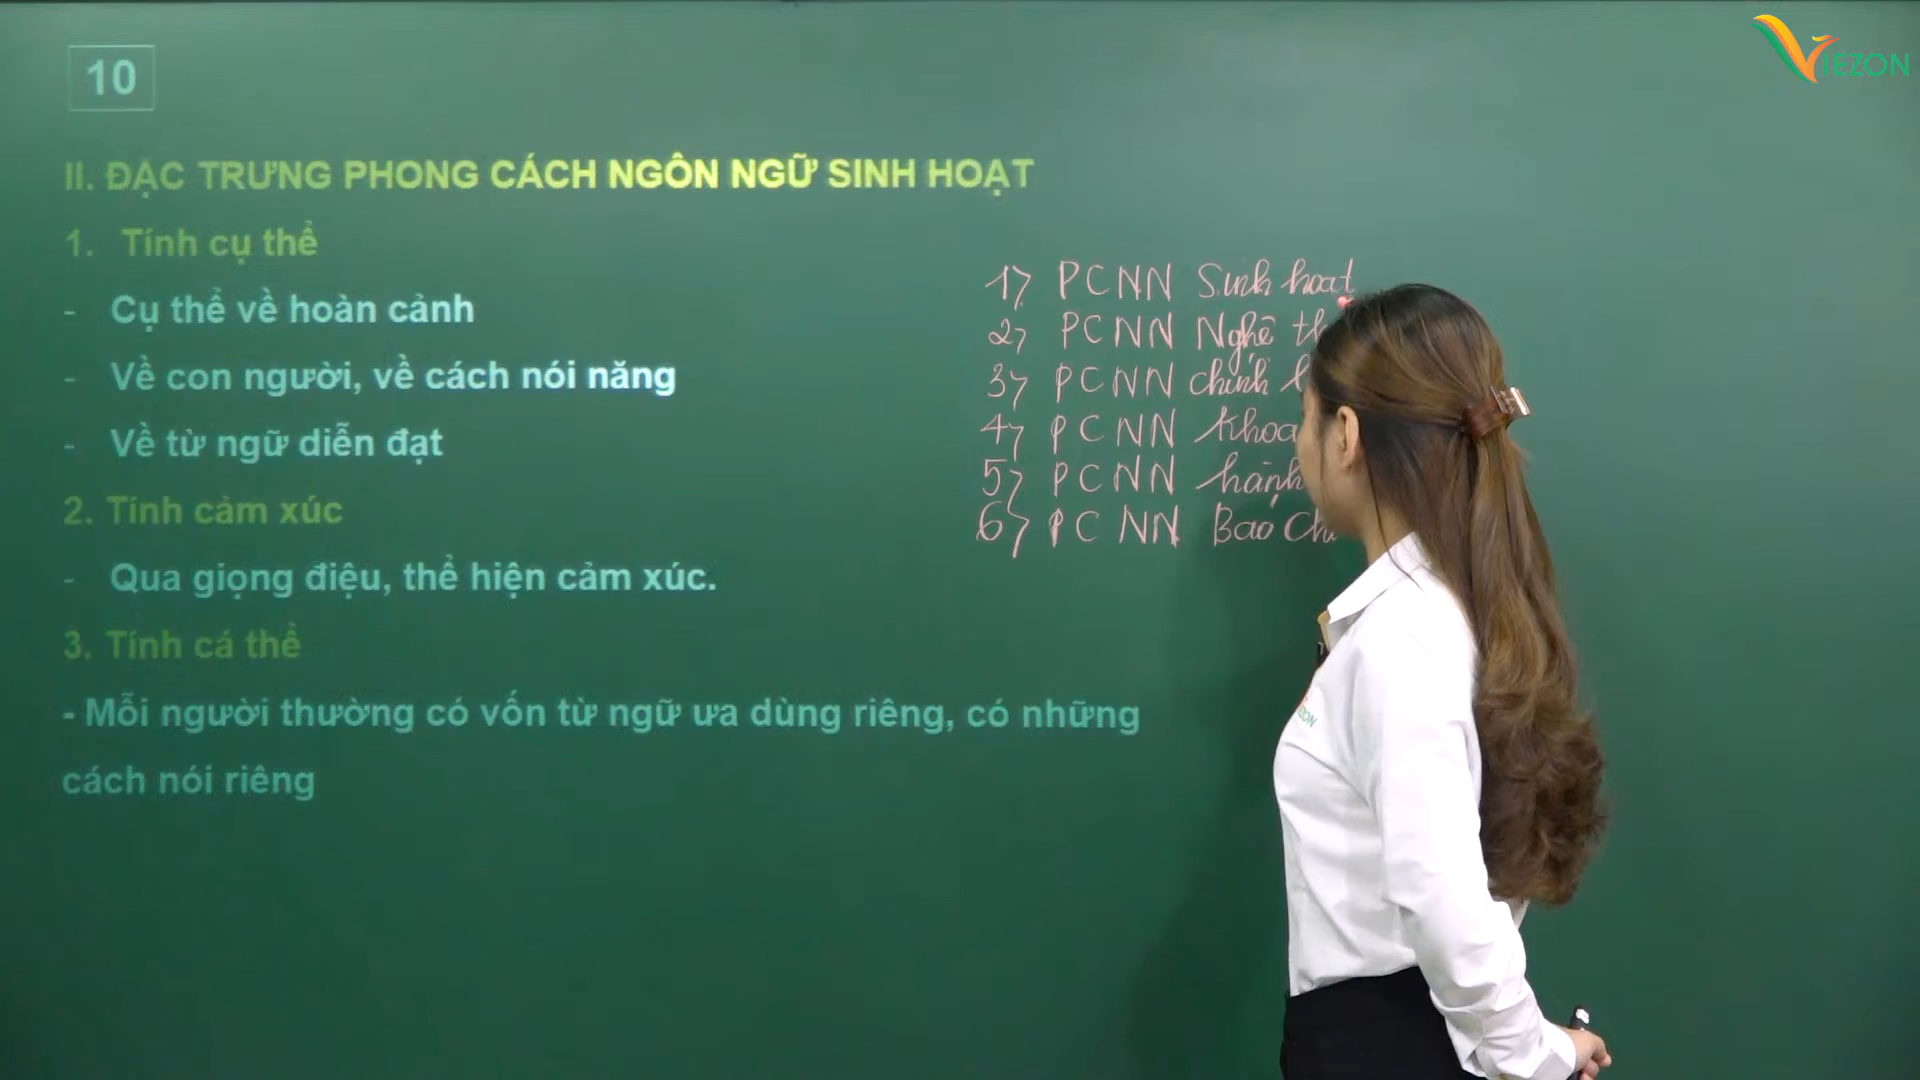 VIEZON
10
II. ĐẶC TRƯNG PHONG CÁCH NGÔN NGỮ SINH HOẠT
1. Tính cụ thể
- Cụ thể về hoàn cảnh
- Về con người, về cách nói năng
- Về từ ngữ diễn đạt
2. Tính cảm xúc
- Qua giọng điệu, thể hiện cảm xúc.
3. Tính cá thể
- Mỗi người thường có vốn từ ngữ ưa dùng riêng, có những
cách nói riêng
1> PCNN Sinh hoạt
2> PCNN Nghệ th
3> PCNN chính l
4> PCNN Khoa
5> PCNN hành
6> PCNN Báo Ch